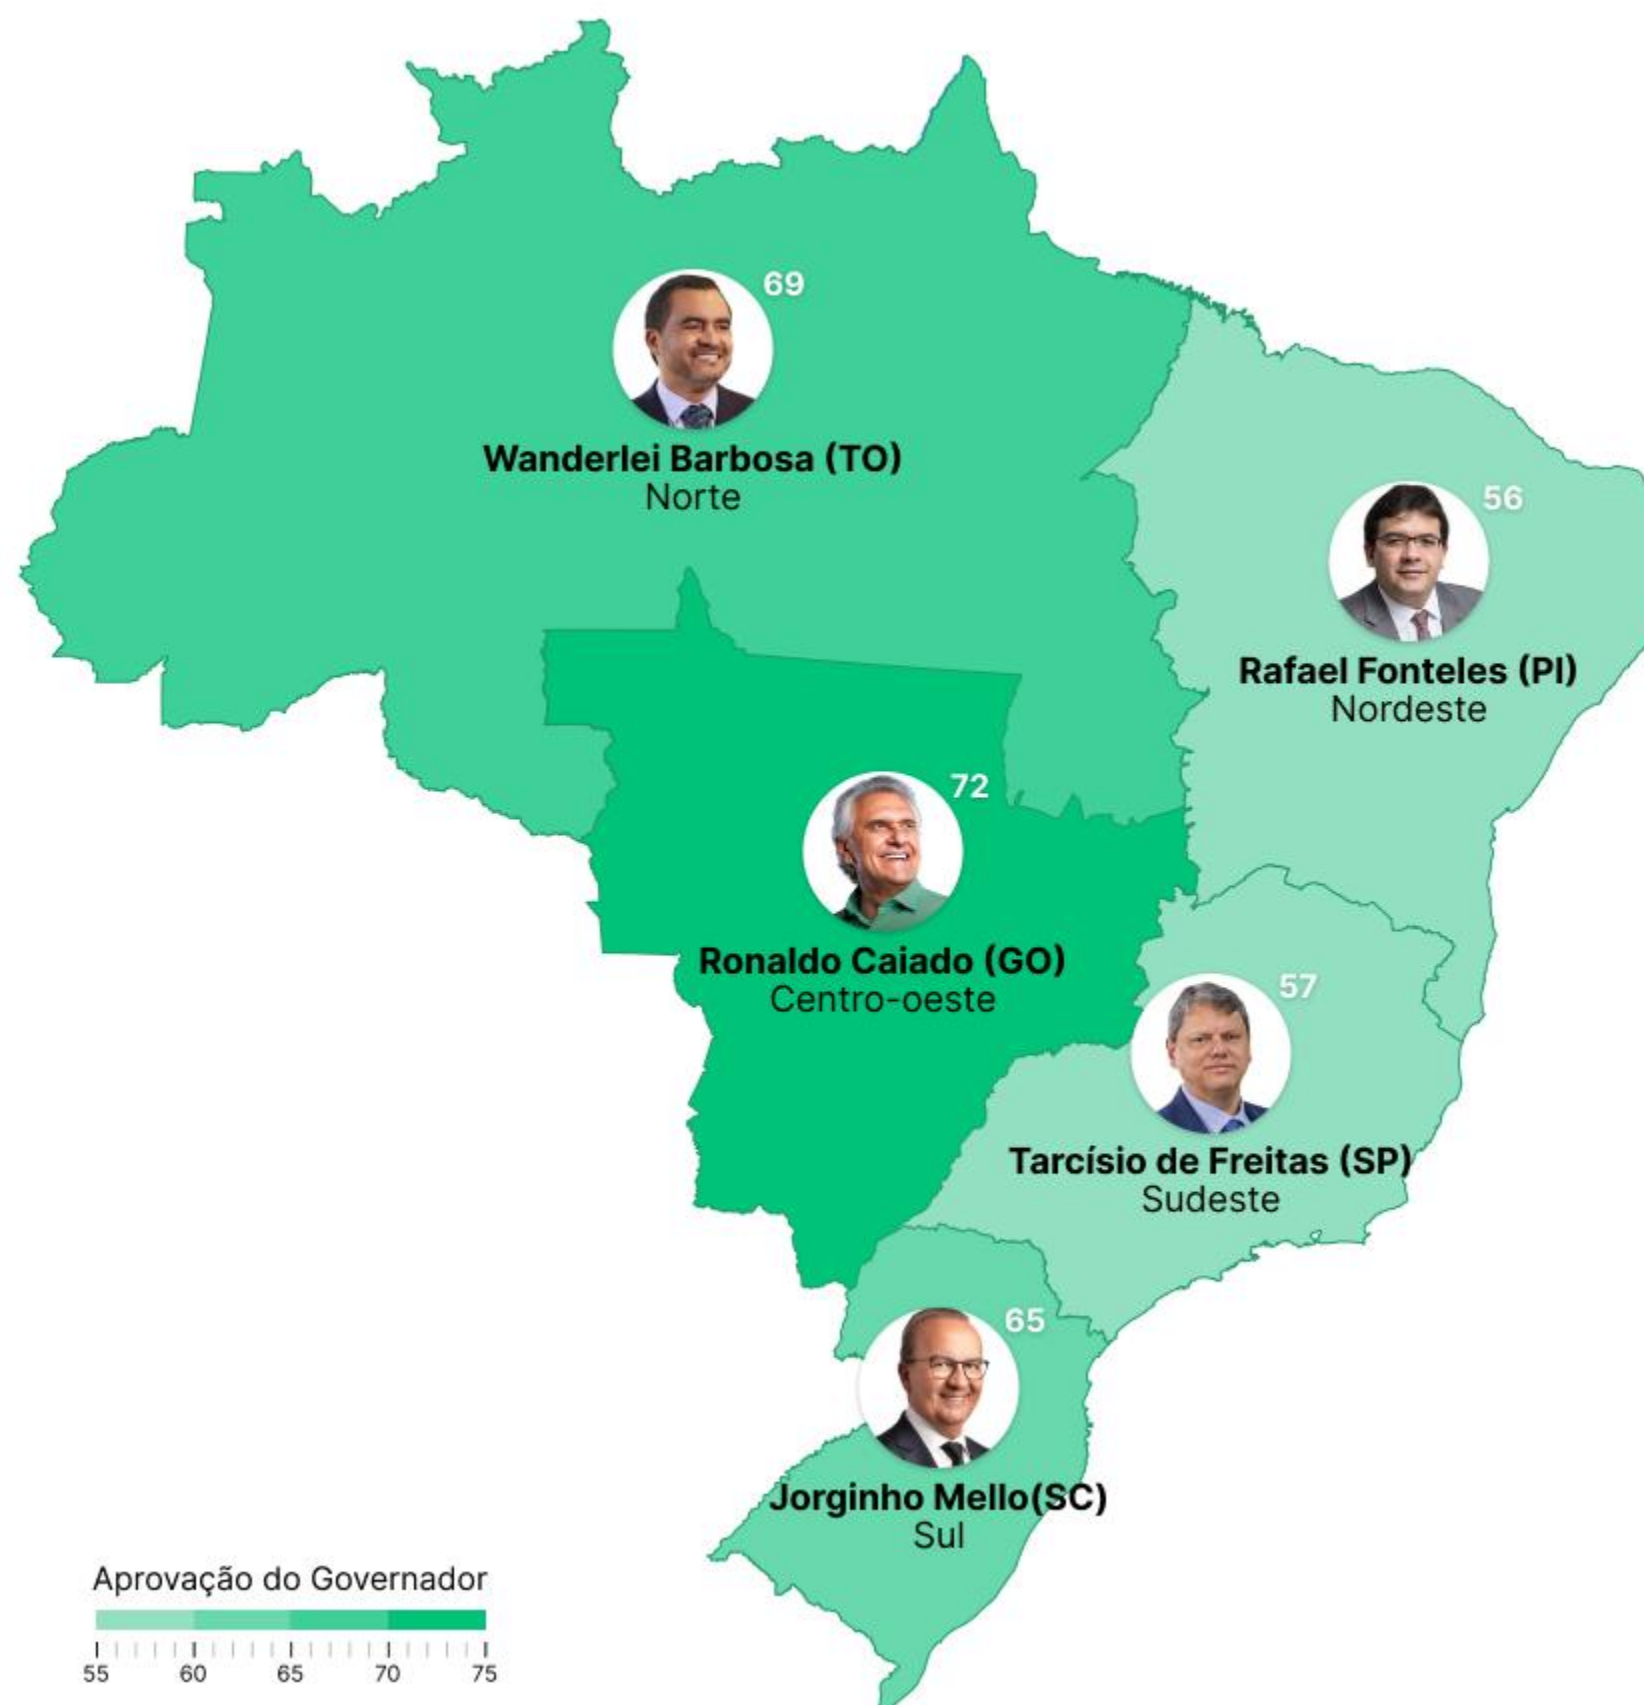 69
Wanderlei Barbosa (TO)
Norte
56
Rafael Fonteles (PI)
Nordeste
72
Ronaldo Caiado (GO)
Centro-oeste
57
Tarcísio de Freitas (SP)
Sudeste
65
Jorginho Mello(SC)
Sul
Aprovação do Governador
55 60 65 70 75